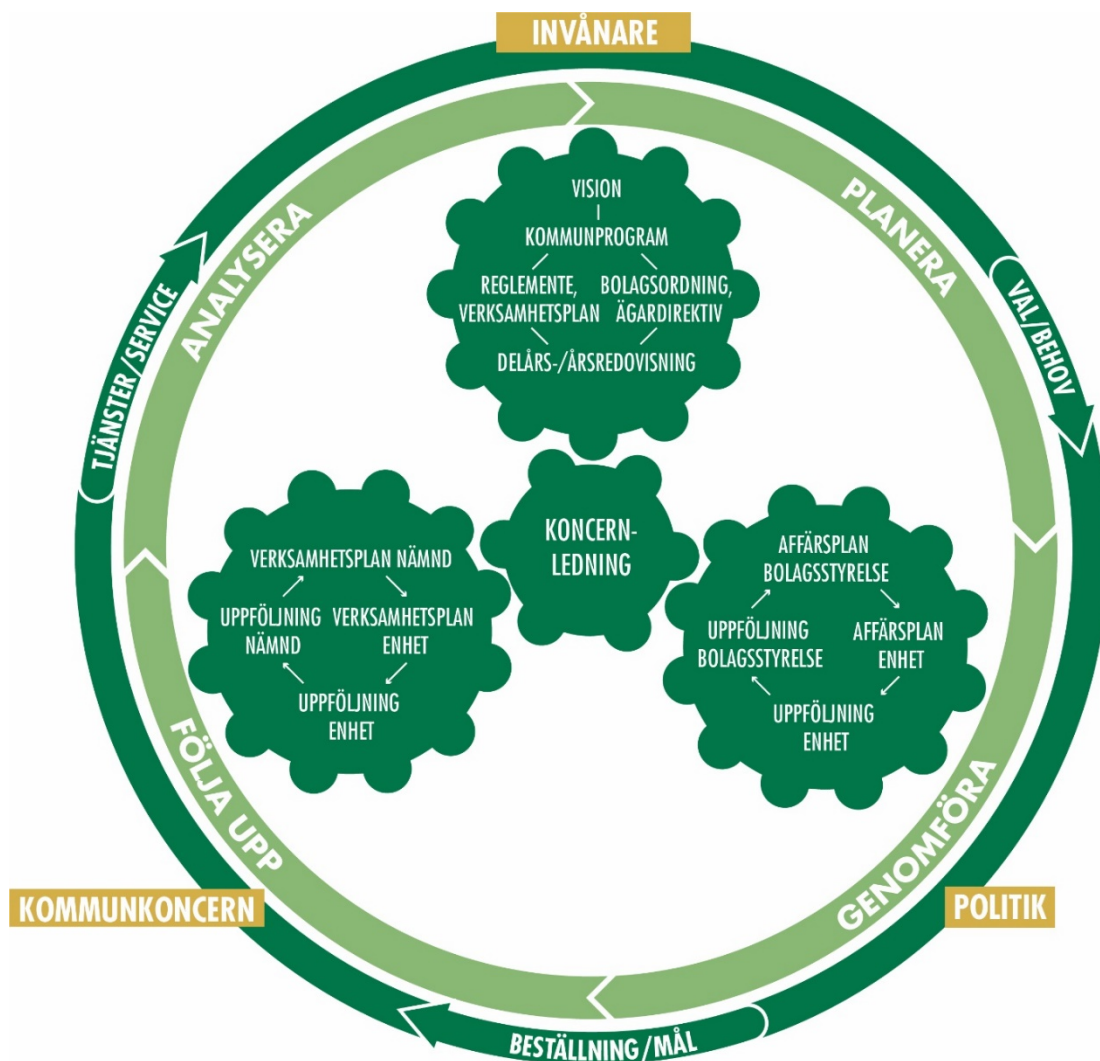 INVÅNARE
ANALYSERA
PLANERA
TJÄNSTER/SERVICE
VAL/BEHOV
VISION
KOMMUNPROGRAM
REGLEMENTE,
VERKSAMHETSPLAN
BOLAGSORDNING,
ÄGARDIREKTIV
DELÅRS-/ÅRSREDOVISNING
KONCERN-
LEDNING
VERKSAMHETSPLAN NÄMND
UPPFÖLJNING
NÄMND
VERKSAMHETSPLAN
ENHET
UPPFÖLJNING
ENHET
AFFÄRSPLAN
BOLAGSSTYRELSE
UPPFÖLJNING
BOLAGSSTYRELSE
AFFÄRSPLAN
ENHET
UPPFÖLJNING
ENHET
FÖLJA UPP
GENOMFÖRA
KOMMUNKONCERN
POLITIK
BESTÄLLNING/MÅL